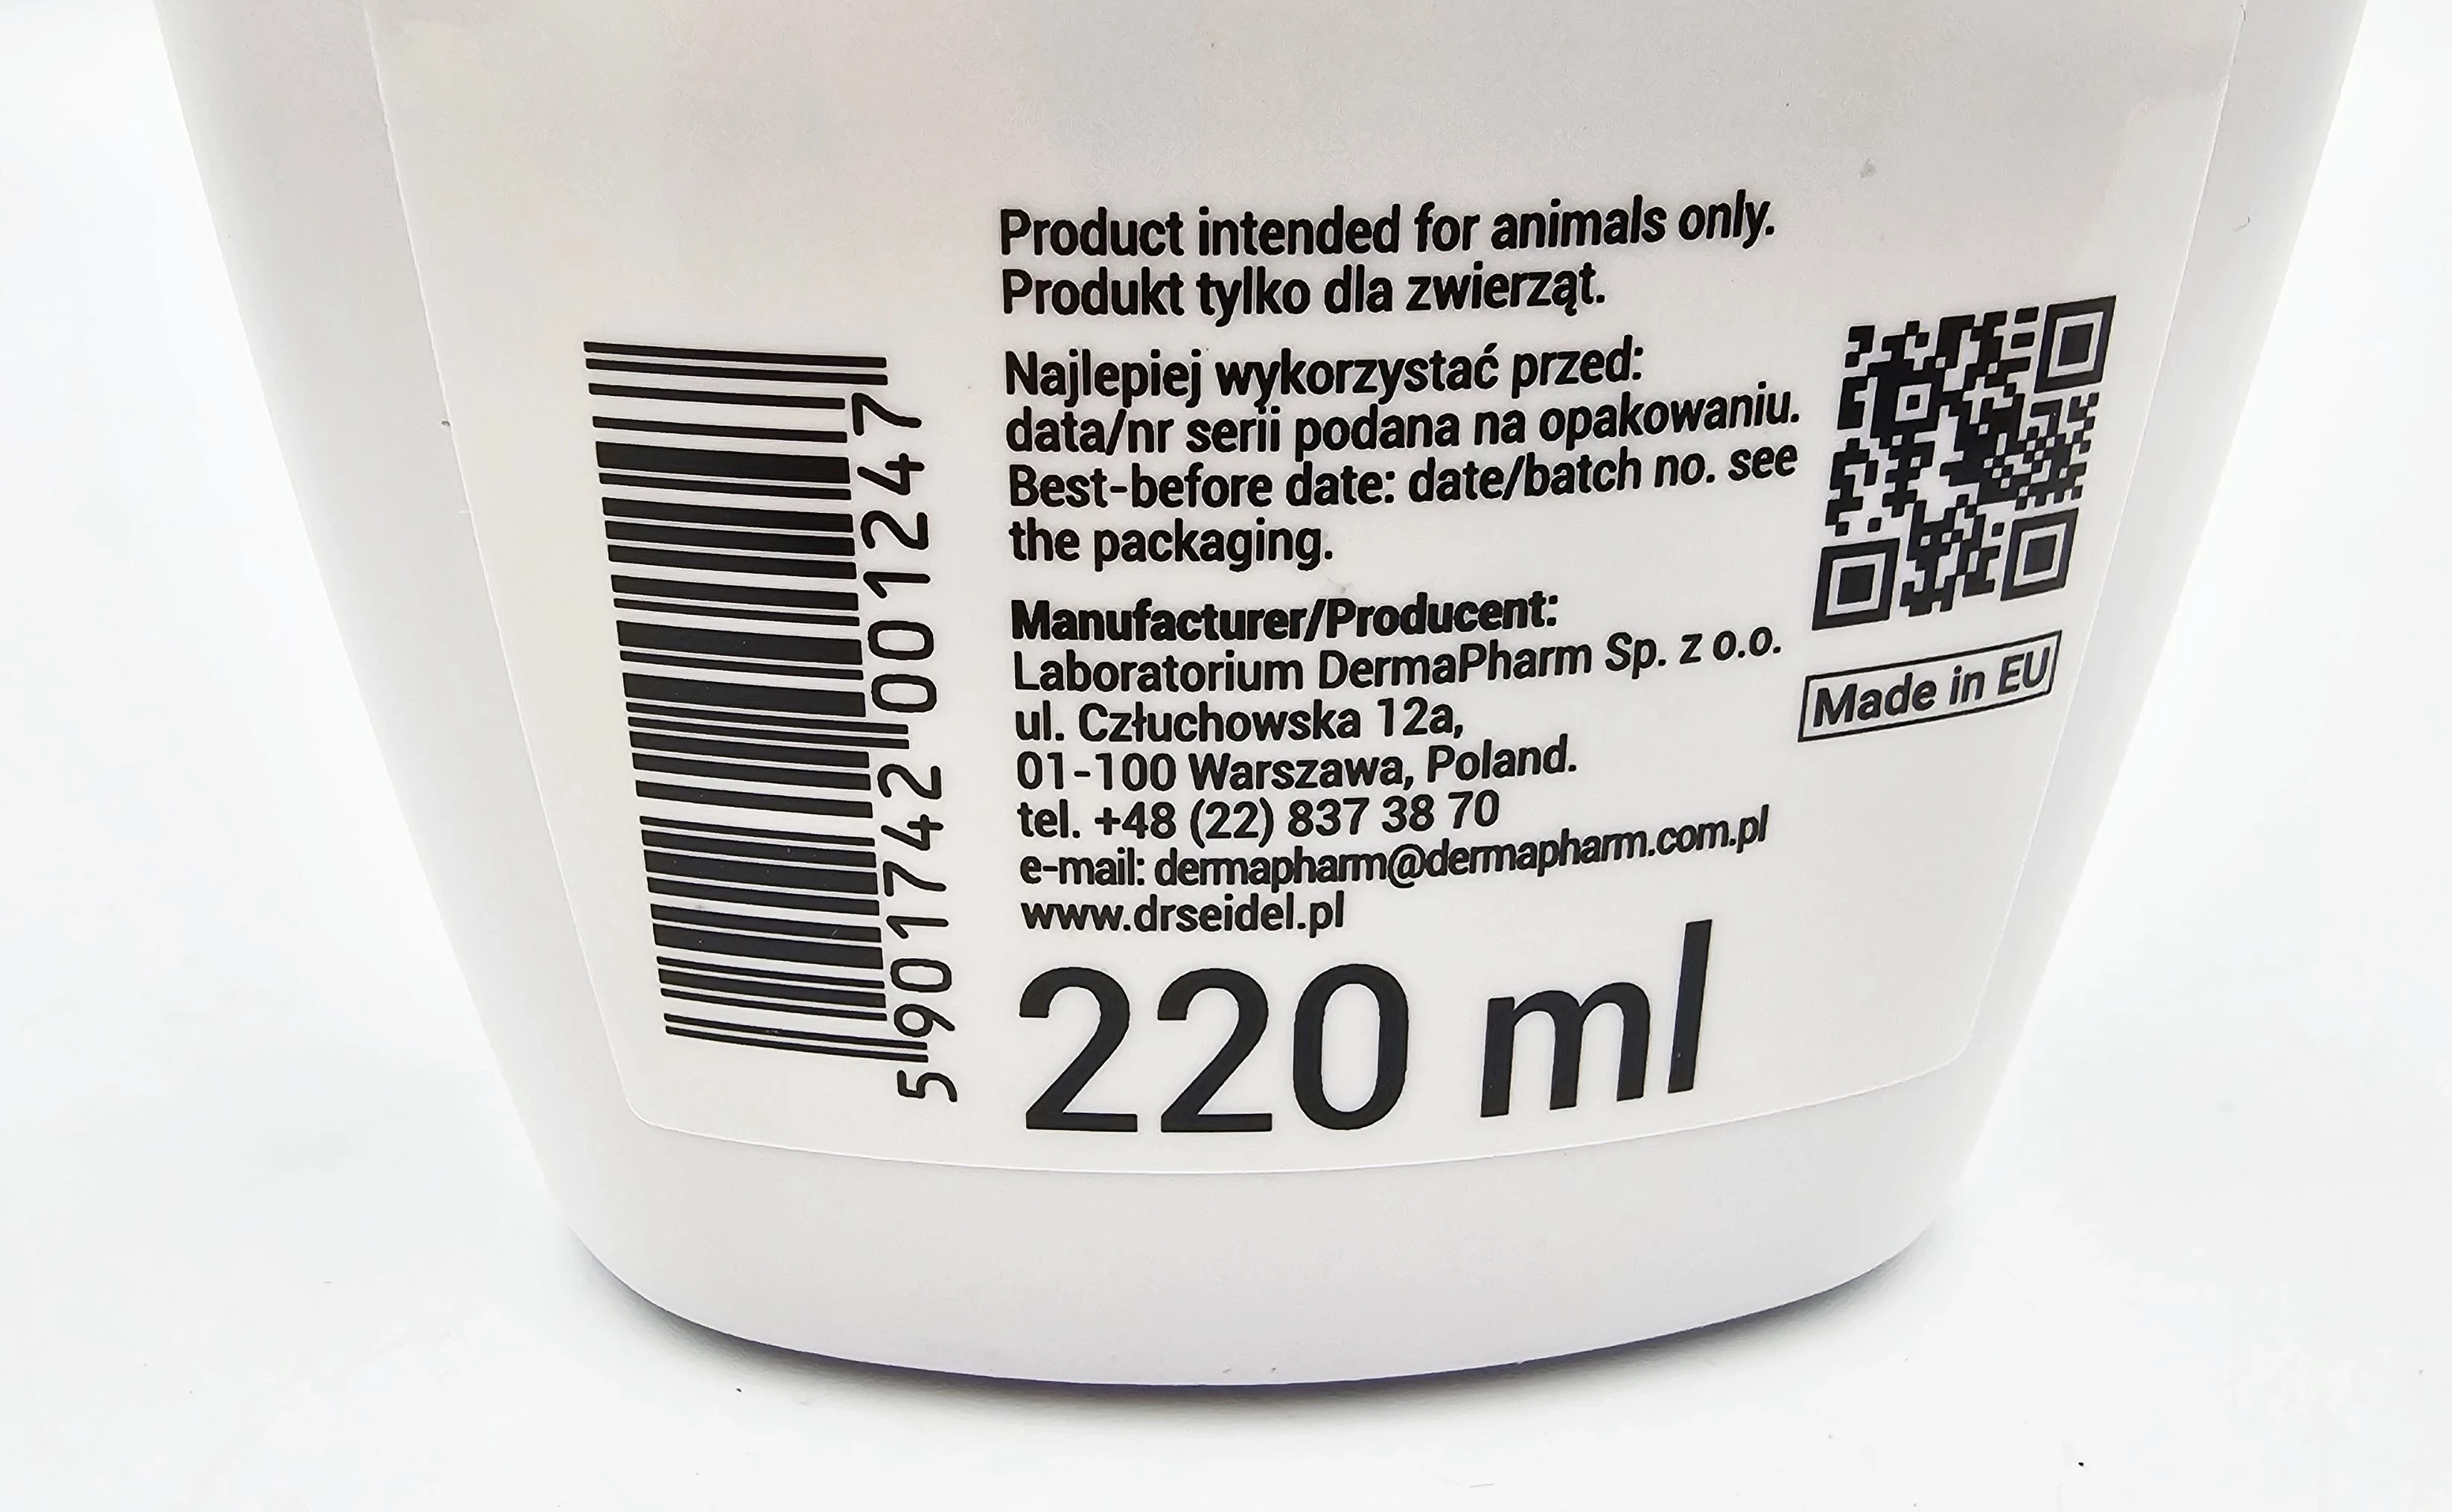 Product intended for animals only.
Produkt tylko dla zwierząt.
Najlepiej wykorzystać przed:
data/nr serii podana na opakowaniu.
Best-before date: date/batch no. see
the packaging.
Manufacturer/Producent:
Laboratorium DermaPharm Sp. z o.o.
ul. Człuchowska 12a,
01-100 Warszawa, Poland.
tel. +48 (22) 837 38 70
e-mail: dermapharm@dermapharm.com.pl
www.drseidel.pl
220 ml
Made in EU
5 901742 001247